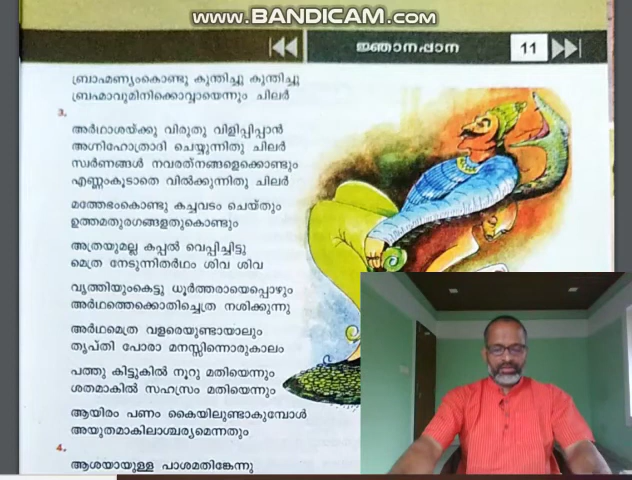 www.BANDICAM.com
ജ്ഞാനപ്പാന
11
ബ്രാഹ്മണ്യംകൊണ്ടു കുന്തിച്ചു കുന്തിച്ചു
ബ്രഹ്മാവുമിനിക്കൊവ്വായെന്നും ചിലർ
3.
അർഥാശയ്ക്കു വിരുതു വിളിപ്പിപ്പാൻ
അഗ്നിഹോത്രാദി ചെയ്യുന്നിതു ചിലർ
സ്വർണങ്ങൾ നവരത്നങ്ങളെക്കൊണ്ടും
എണ്ണംകൂടാതെ വിൽക്കുന്നിതു ചിലർ
മത്തേഭംകൊണ്ടു കച്ചവടം ചെയ്തും
ഉത്തമതുരഗങ്ങളതുകൊണ്ടും
അത്രയുമല്ല കപ്പൽ വെപ്പിച്ചിട്ടു
മെത്ര നേടുന്നിതർഥം ശിവ ശിവ
വൃത്തിയുംകെട്ടു ധൂർത്തരായെപ്പൊഴും
അർഥത്തെക്കൊതിച്ചെത്ര നശിക്കുന്നു
അർഥമെത്ര വളരെയുണ്ടായാലും
തൃപ്തി പോരാ മനസ്സിന്നൊരുകാലം
പത്തു കിട്ടുകിൽ നൂറു മതിയെന്നും
ശതമാകിൽ സഹസ്രം മതിയെന്നും
ആയിരം പണം കൈയിലുണ്ടാകുമ്പോൾ
അയുതമാകിലാശ്ചര്യമെന്നതും
4.
ആശയായുള്ള പാശമതിങ്കേന്നു